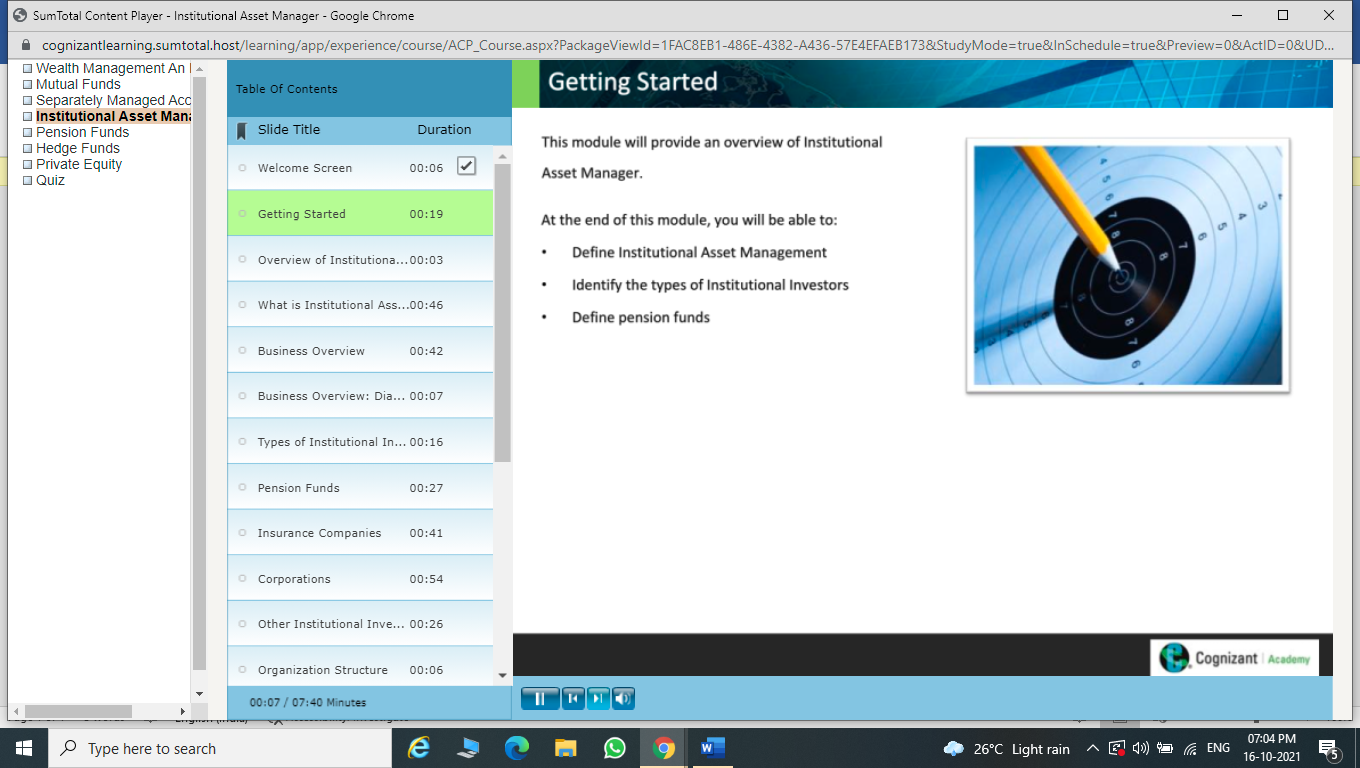 SumTotal Content Player - Institutional Asset Manager - Google Chrome
cognizantlearning.sumtotal.host/learning/app/experience/course/ACP_Course.aspx?PackageViewId=1FAC8EB1-486E-4382-A436-57E4EFAEB173&StudyMode=true&InSchedule=true&Preview=0&ActID=0&UD...
Wealth Management An
Mutual Funds
Separately Managed Acc
Institutional Asset Mana
Pension Funds
Hedge Funds
Private Equity
Quiz
Table Of Contents
Slide Title Duration
Welcome Screen 00:06
Getting Started 00:19
Overview of Instituciona...00:03
What is Institutional Ass...00:46
Business Overview 00:42
Business Overview: Dia... 00:07
Types of Institutional In... 00:16
Pension Funds 00:27
Insurance Companies 00:41
Corporations 00:54
Other Institutional Inve... 00:26
Organization Structure 00:06
00:07 / 07:40 Minutes
Getting Started
This module will provide an overview of Institutional
Asset Manager.
At the end of this module, you will be able to:
• Define Institutional Asset Management
• Identify the types of Institutional Investors
• Define pension funds
Cognizant | Academy
Type here to search
26°C Light rain
ENG
07:04 PM
16-10-2021
5